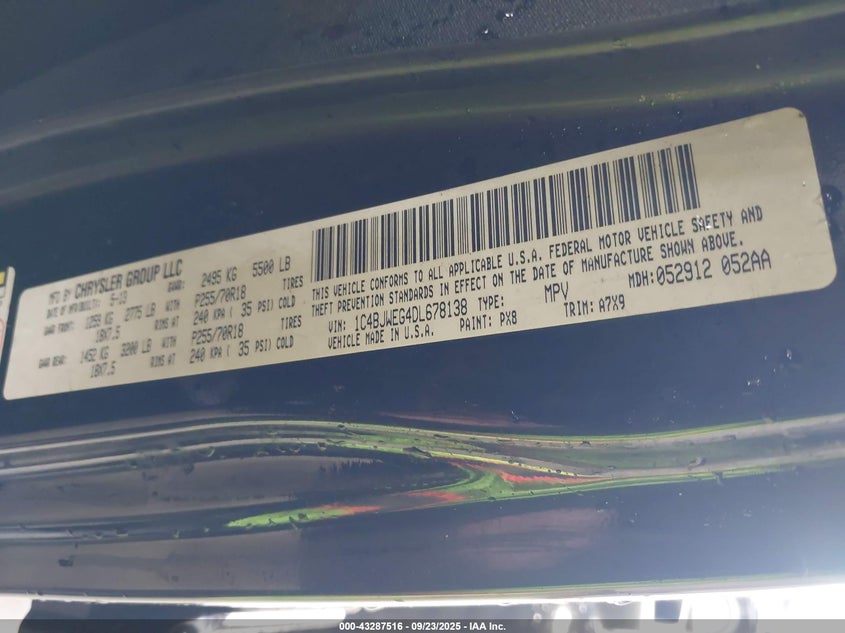 MFD BY CHRYSLER GROUP LLC
DATE OF MFR/BUILT: 5-13 GVWR: 2495 KG 5500 LB
GAWR FRONT: 1259 KG 2775 LB WITH P255/70R18 TIRES
18X7.5 RIMS AT 240 KPA ( 35 PSI) COLD
GAWR REAR: 1452 KG 3200 LB WITH P255/70R18 TIRES
18X7.5 RIMS AT 240 KPA ( 35 PSI) COLD
THIS VEHICLE CONFORMS TO ALL APPLICABLE U.S.A. FEDERAL MOTOR VEHICLE SAFETY AND
THEFT PREVENTION STANDARDS IN EFFECT ON THE DATE OF MANUFACTURE SHOWN ABOVE.
VIN: 1C4BJWEG4DL678138 TYPE: MPV MDH: 052912 052AA
VEHICLE MADE IN U.S.A. PAINT: PX8 TRIM: A7X9
000-43287516 - 09/23/2025 - IAA Inc.